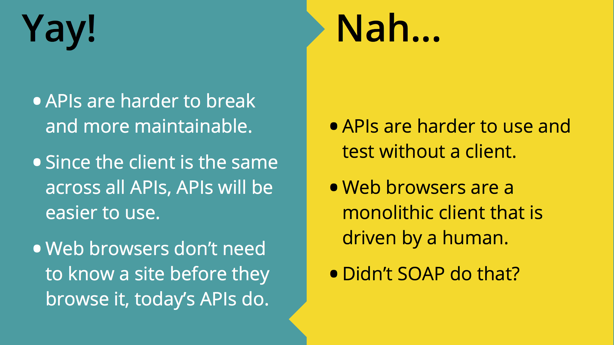 Yay!
• APIs are harder to break
and more maintainable.
• Since the client is the same
across all APIs, APIs will be
easier to use.
• Web browsers don’t need
to know a site before they
browse it, today’s APIs do.
Nah...
• APIs are harder to use and
test without a client.
• Web browsers are a
monolithic client that is
driven by a human.
• Didn’t SOAP do that?